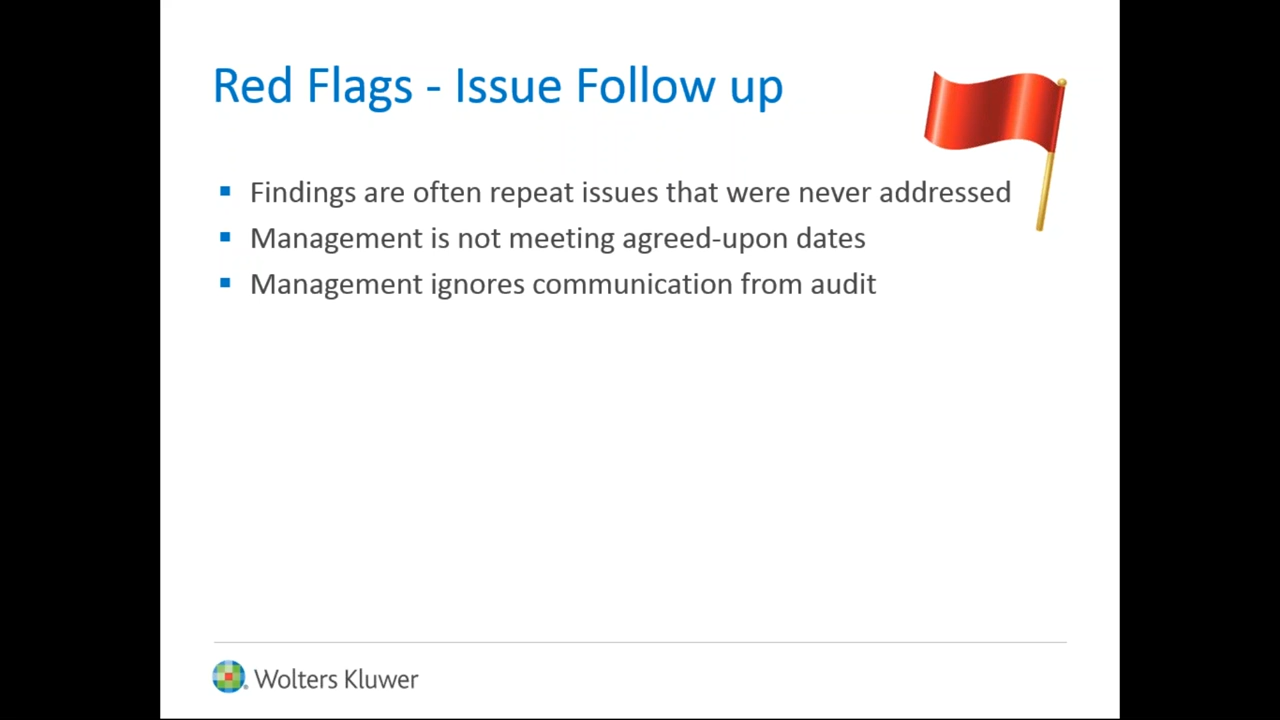 Red Flags - Issue Follow up
▪ Findings are often repeat issues that were never addressed
▪ Management is not meeting agreed-upon dates
▪ Management ignores communication from audit
Wolters Kluwer